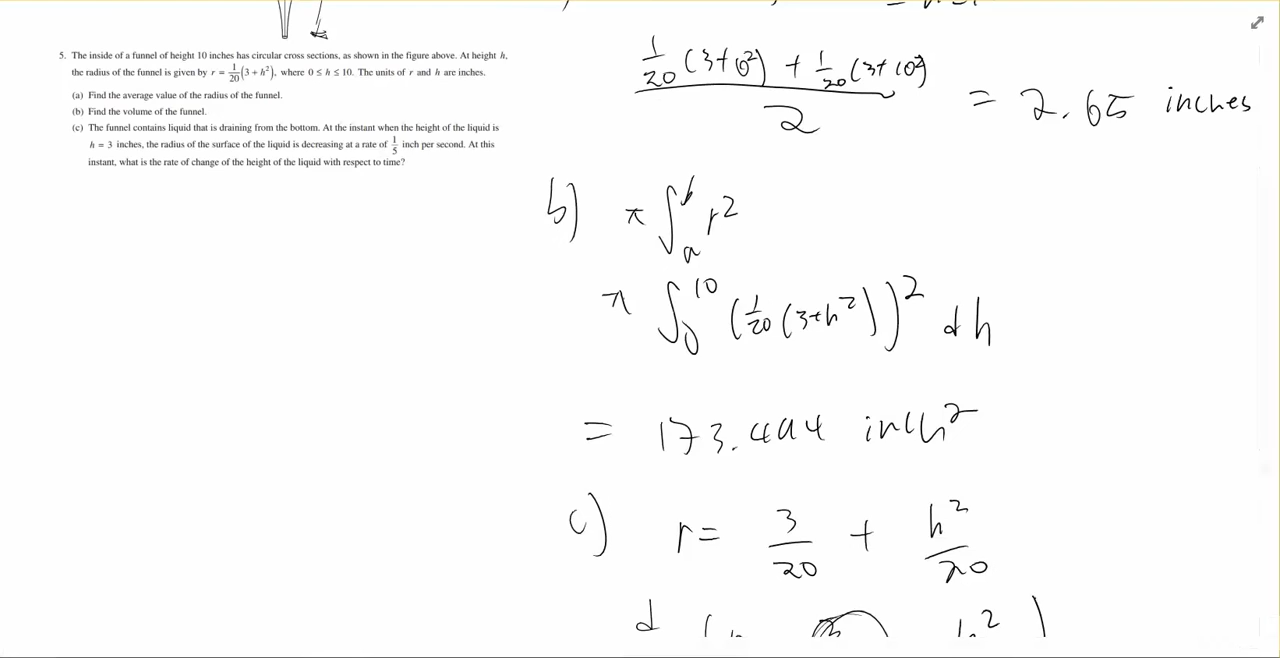 5. The inside of a funnel of height 10 inches has circular cross sections, as shown in the figure above. At height h,
the radius of the funnel is given by r = 1/20 (3 + h²), where 0 ≤ h ≤ 10. The units of r and h are inches.
(a) Find the average value of the radius of the funnel.
(b) Find the volume of the funnel.
(c) The funnel contains liquid that is draining from the bottom. At the instant when the height of the liquid is
h = 3 inches, the radius of the surface of the liquid is decreasing at a rate of 1/5 inch per second. At this
instant, what is the rate of change of the height of the liquid with respect to time?
(1/20 (3+0²) + 1/20 (3+10²)) / 2 = 2.65 inches
b) π ∫_a^b r²
π ∫_0^10 (1/20 (3+h²))² dh
= 173.494 inch²
c) r = 3/20 + h²/20